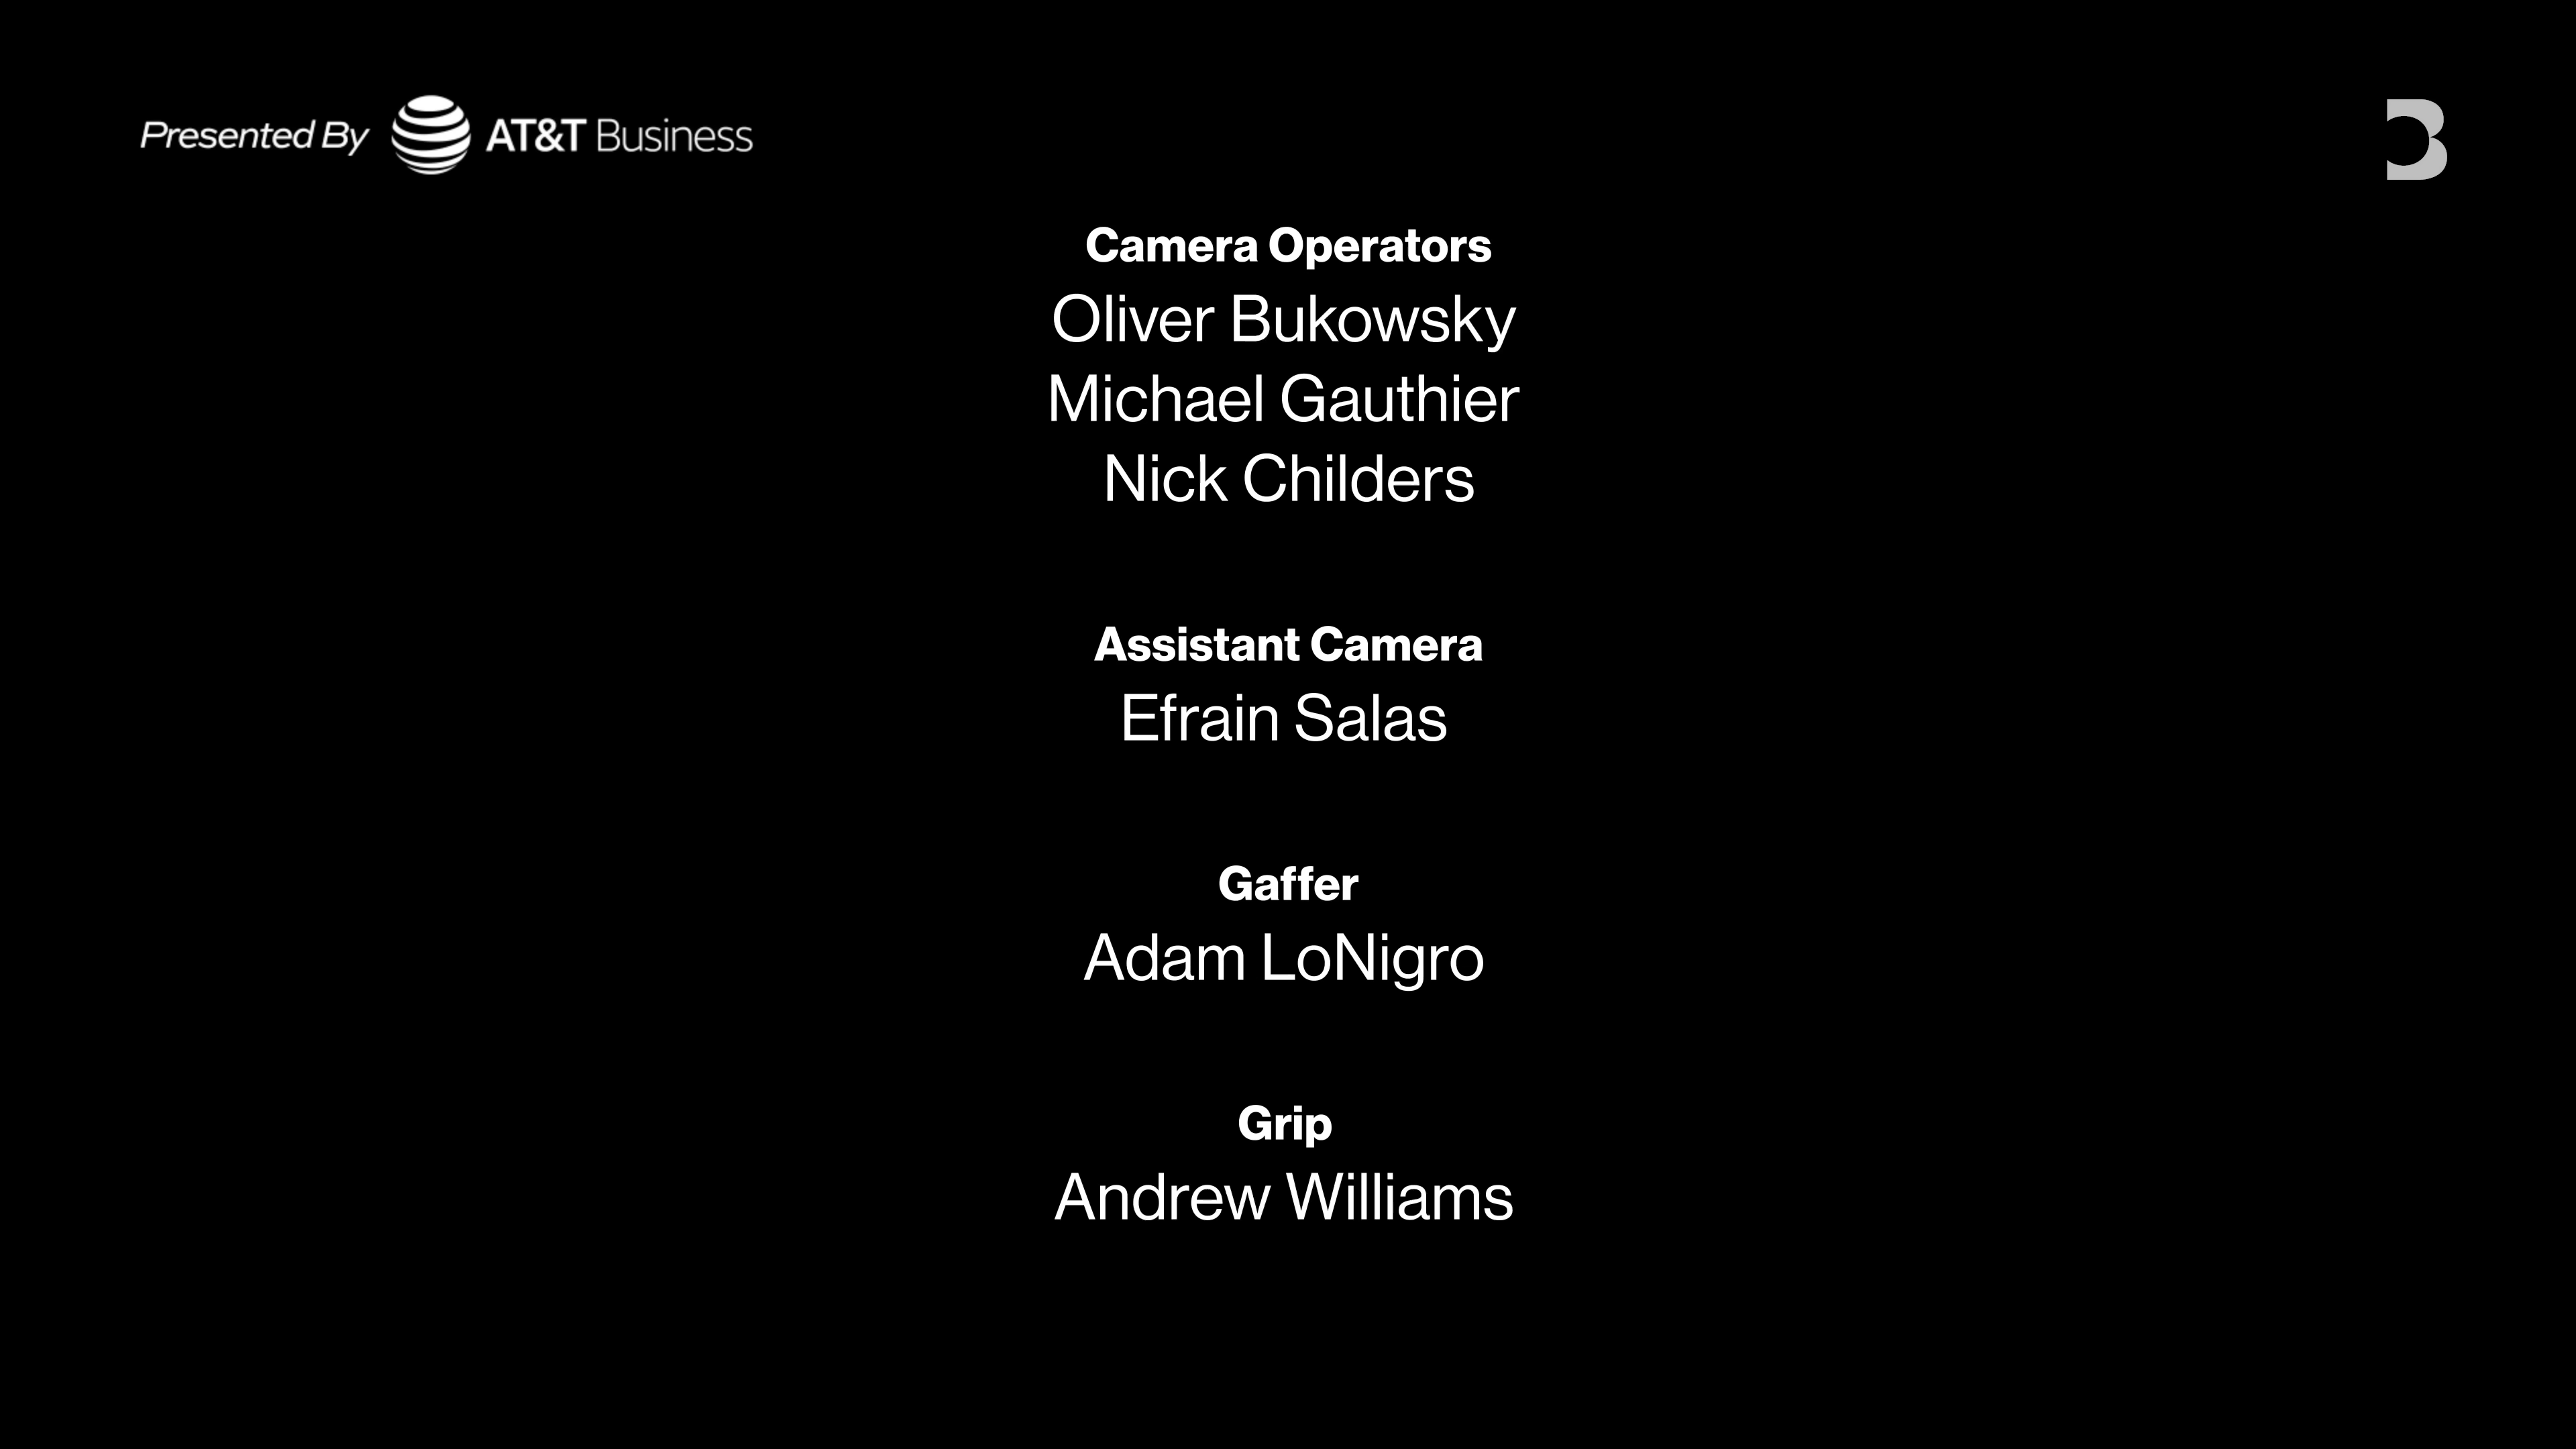 Presented By AT&T Business
Camera Operators
Oliver Bukowsky
Michael Gauthier
Nick Childers
Assistant Camera
Efrain Salas
Gaffer
Adam LoNigro
Grip
Andrew Williams